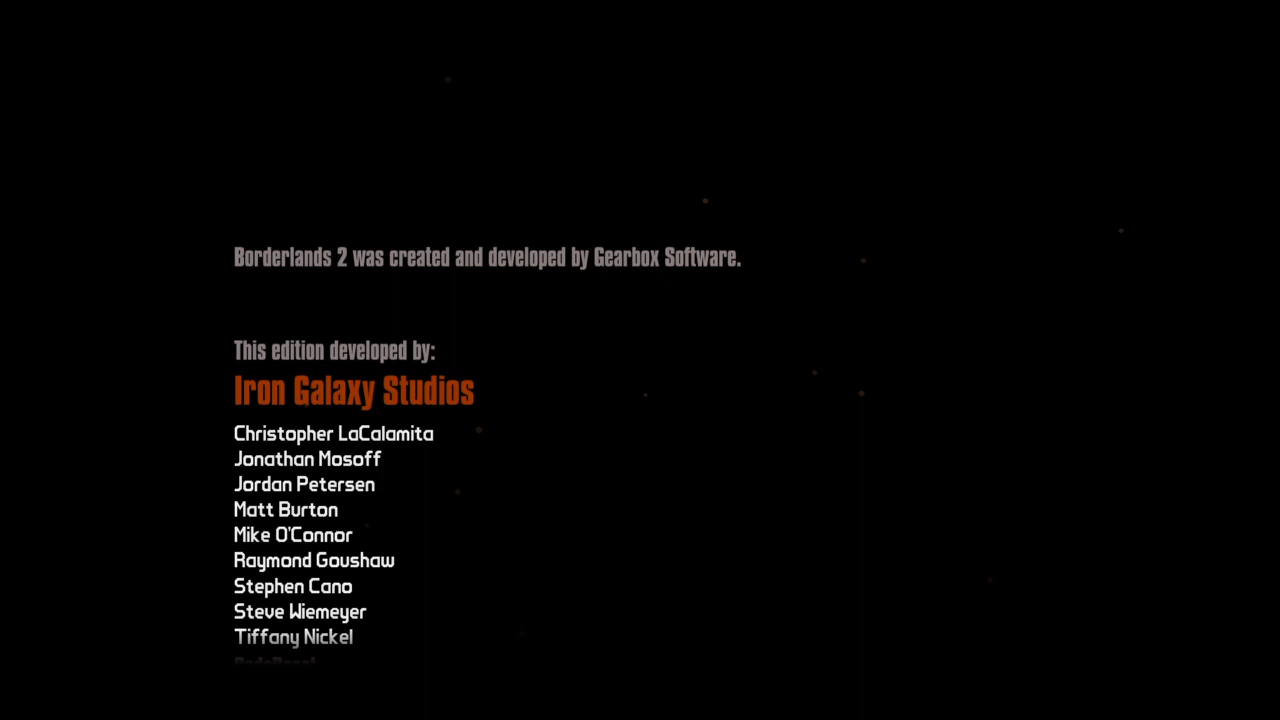 Borderlands 2 was created and developed by Gearbox Software.
This edition developed by:
Iron Galaxy Studios
Christopher LaCalamita
Jonathan Mosoff
Jordan Petersen
Matt Burton
Mike O'Connor
Raymond Goushaw
Stephen Cano
Steve Wiemeyer
Tiffany Nickel